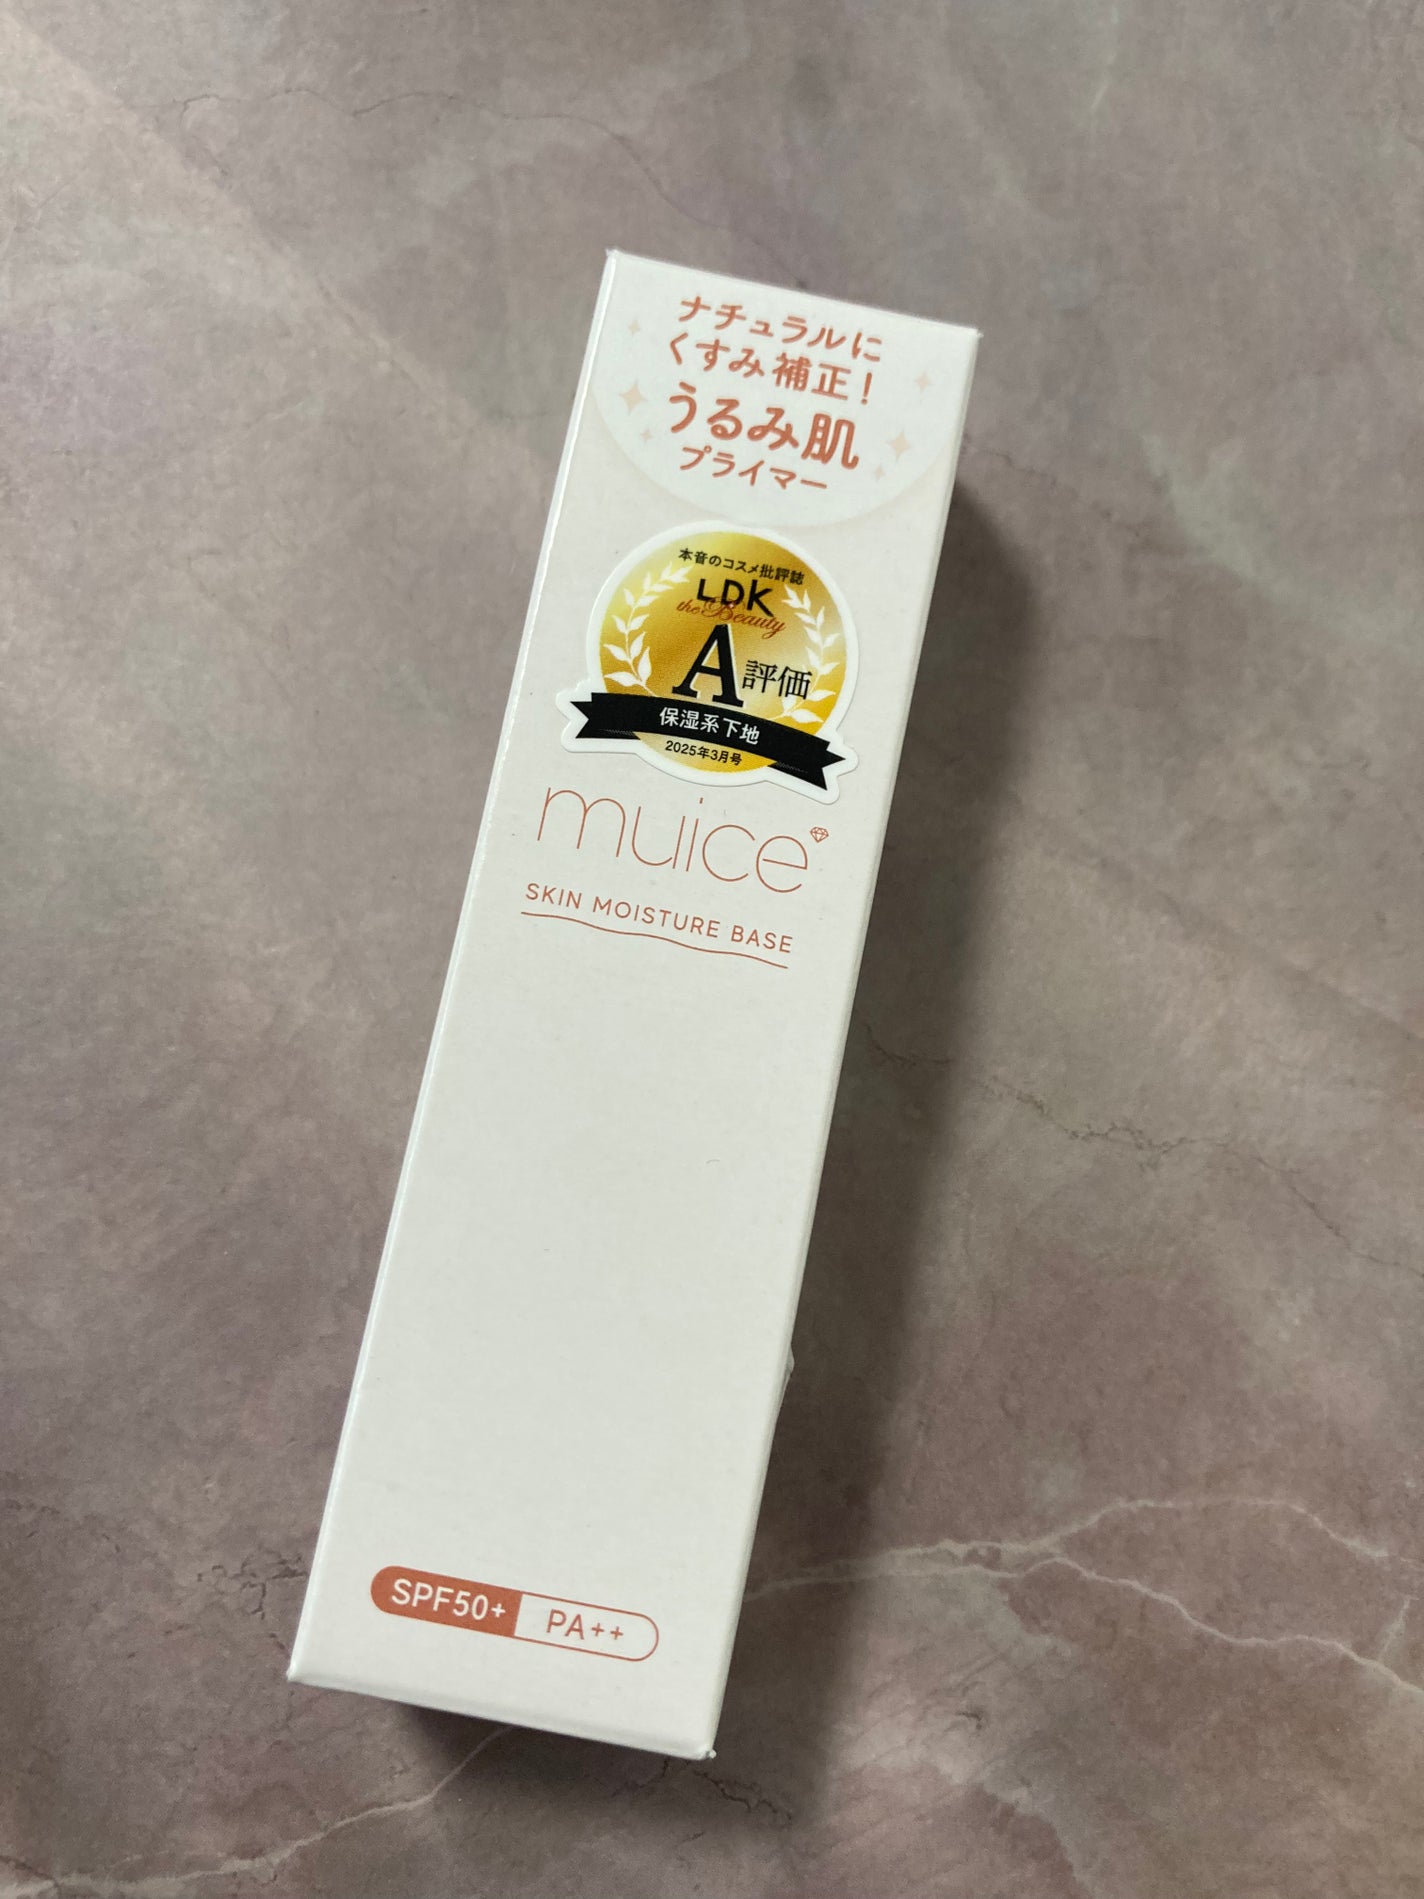 ナチュラルに
くすみ補正！
うるみ肌
プライマー
本音のコスメ批評誌
LDK
the Beauty
A評価
保湿系下地
2025年3月号
muice
SKIN MOISTURE BASE
SPF50+ PA++